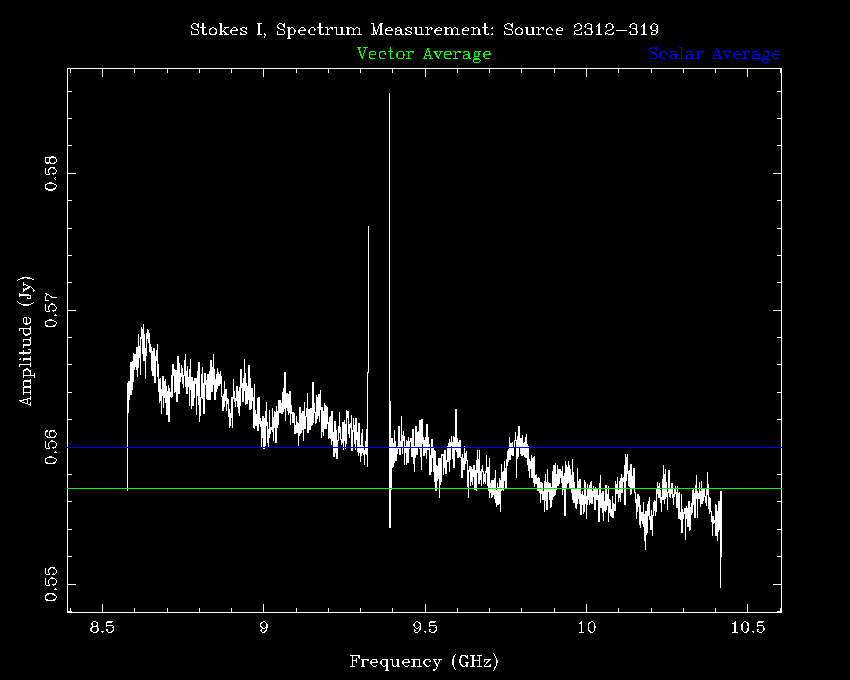 Stokes I, Spectrum Measurement: Source 2312−319
Vector Average Scalar Average
Amplitude (Jy)
0.58
0.57
0.56
0.55
8.5 9 9.5 10 10.5
Frequency (GHz)